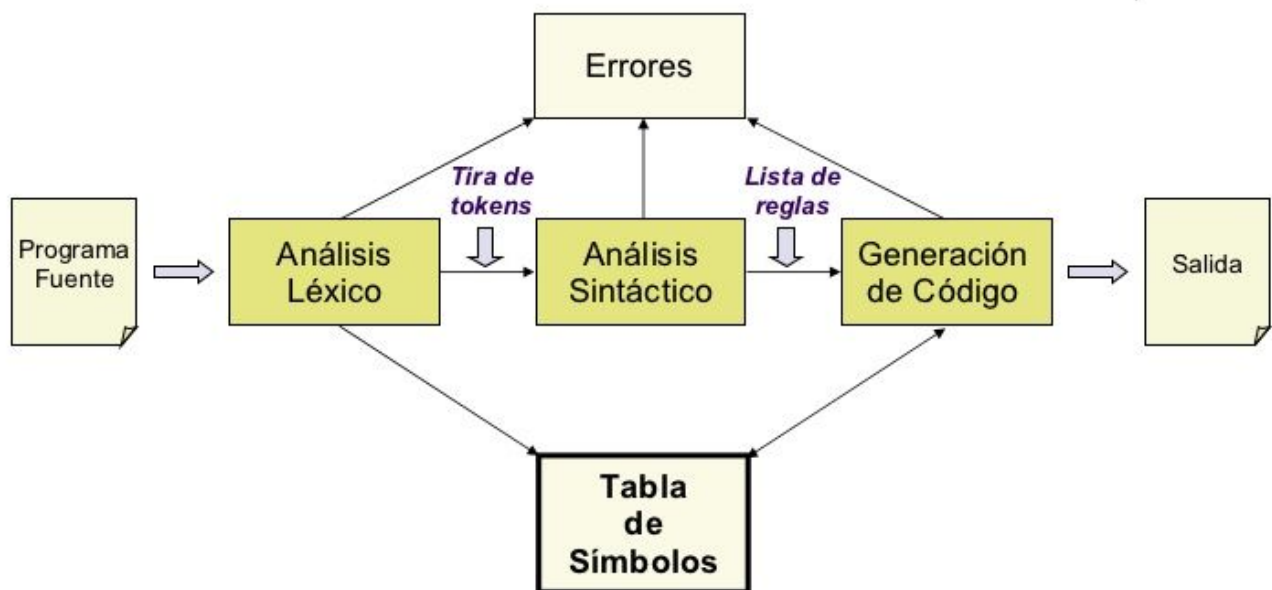 Errores
Tira de
tokens
Lista de
reglas
Programa
Fuente
Análisis
Léxico
Análisis
Sintáctico
Generación
de Código
Salida
Tabla
de
Símbolos